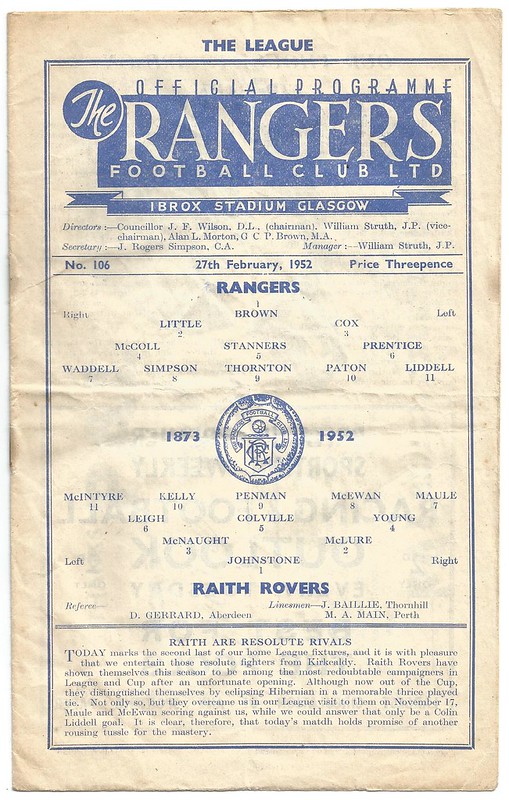 THE LEAGUE
OFFICIAL PROGRAMME
The RANGERS
FOOTBALL CLUB LTD
IBROX STADIUM GLASGOW
Directors:—Councillor J. F. Wilson, D.L., (chairman), William Struth, J.P. (vice-
chairman), Alan L. Morton, G C P. Brown, M.A.
Secretary:—J. Rogers Simpson, C.A. Manager:—William Struth, J.P.
No. 106 27th February, 1952 Price Threepence
RANGERS
1
Right BROWN Left
LITTLE COX
2 3
McCOLL STANNERS PRENTICE
4 5 6
WADDELL SIMPSON THORNTON PATON LIDDELL
7 8 9 10 11
1873 1952
McINTYRE KELLY PENMAN McEWAN MAULE
11 10 9 8 7
LEIGH COLVILLE YOUNG
6 5 4
McNAUGHT McLURE
3 2
Left JOHNSTONE Right
1
RAITH ROVERS
Referee— Linesmen—J. BAILLIE, Thornhill
D. GERRARD, Aberdeen M. A. MAIN, Perth
RAITH ARE RESOLUTE RIVALS
TODAY marks the second last of our home League fixtures, and it is with pleasure
that we entertain those resolute fighters from Kirkcaldy. Raith Rovers have
shown themselves this season to be among the most redoubtable campaigners in
League and Cup after an unfortunate opening. Although now out of the Cup,
they distinguished themselves by eclipsing Hibernian in a memorable thrice played
tie. Not only so, but they overcame us in our League visit to them on November 17,
Maule and McEwan scoring against us, while we could answer that only be a Colin
Liddell goal. It is clear, therefore, that today's matdh holds promise of another
rousing tussle for the mastery.